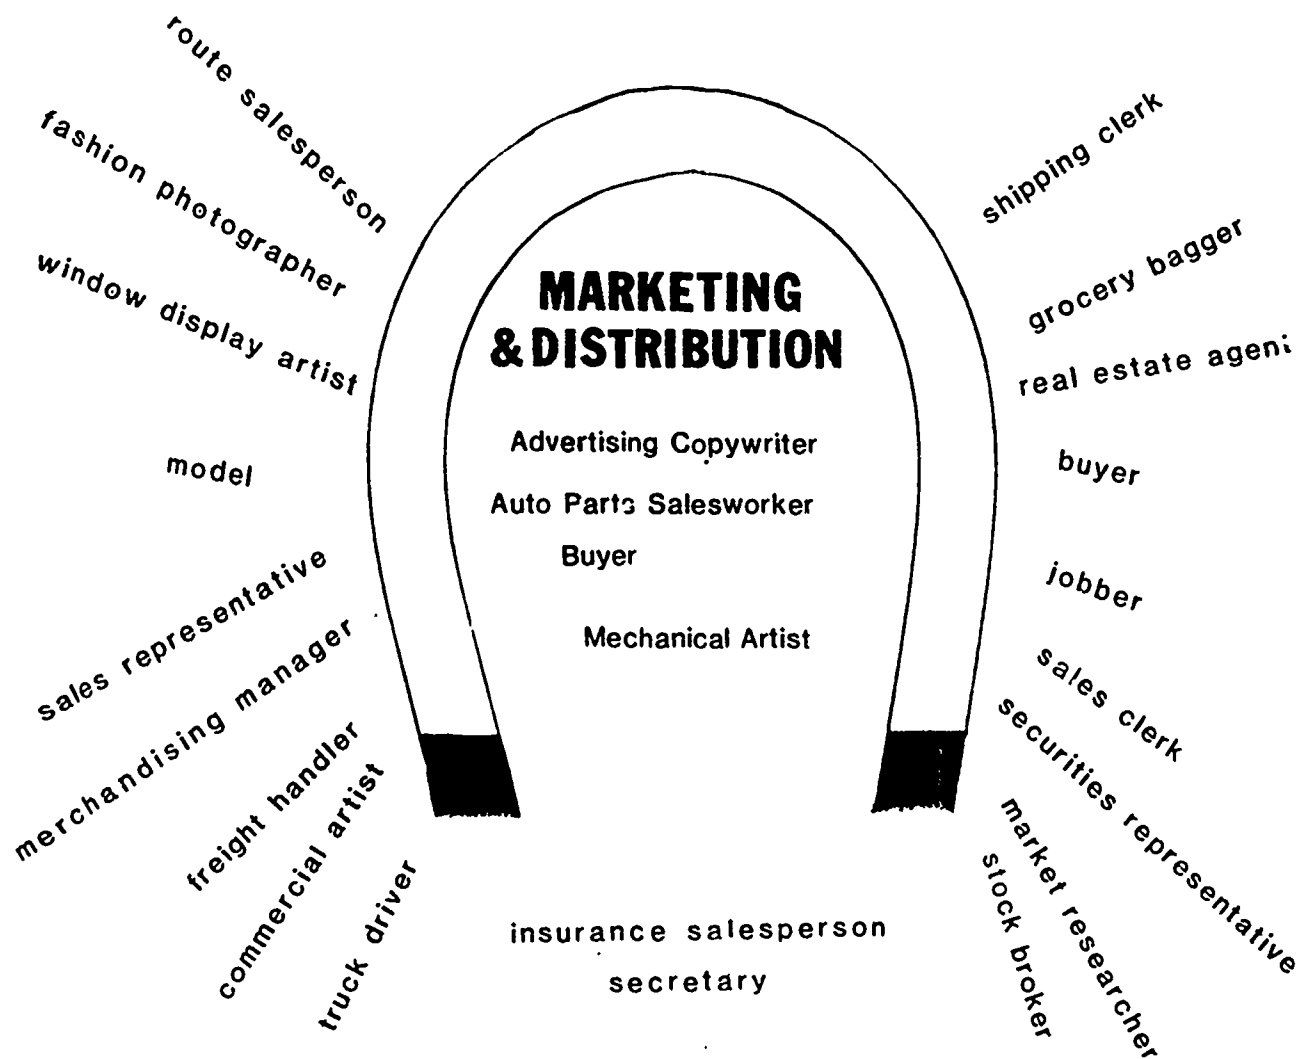 route salesperson
fashion photographer
window display artist
model
sales representative
merchandising manager
freight handler
commercial artist
truck driver
MARKETING
& DISTRIBUTION
Advertising Copywriter
Auto Parts Salesworker
Buyer
Mechanical Artist
insurance salesperson
secretary
shipping clerk
grocery bagger
real estate agent
buyer
jobber
sales clerk
securities representative
market researcher
stock broker